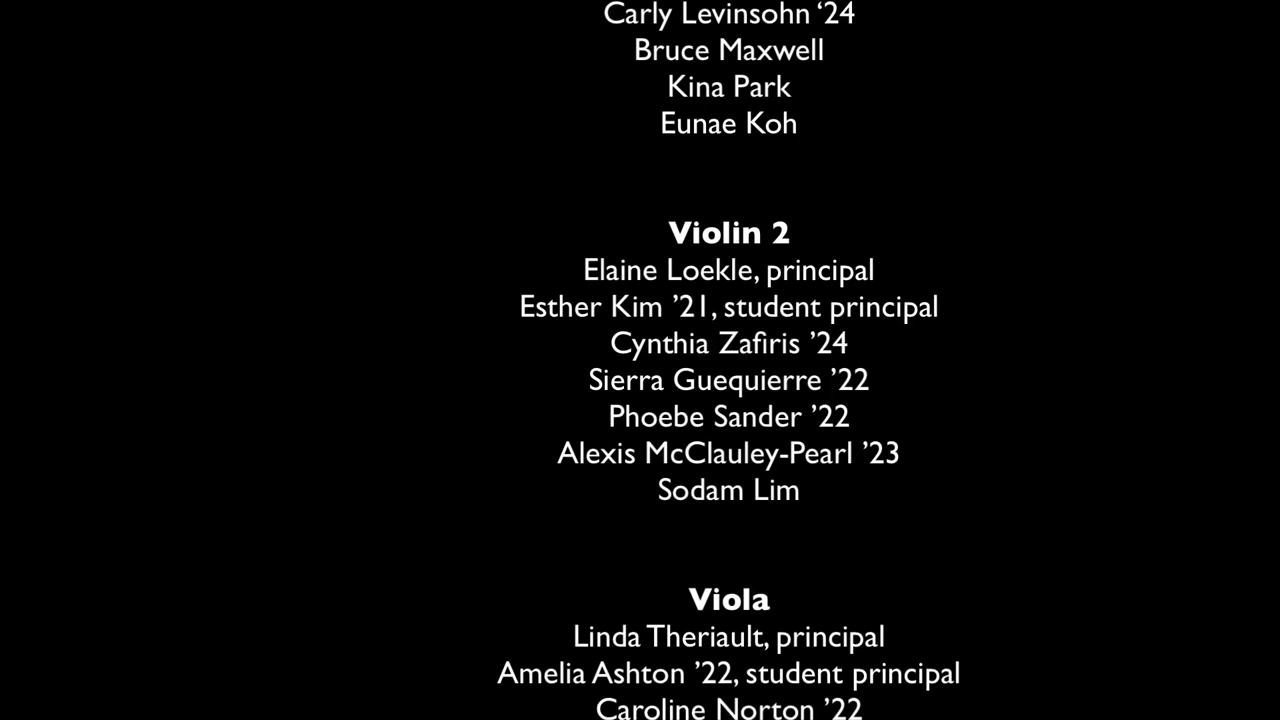 Carly Levinsohn ‘24
Bruce Maxwell
Kina Park
Eunae Koh
Violin 2
Elaine Loekle, principal
Esther Kim ’21, student principal
Cynthia Zafiris ’24
Sierra Guequierre ’22
Phoebe Sander ’22
Alexis McClauley-Pearl ’23
Sodam Lim
Viola
Linda Theriault, principal
Amelia Ashton ’22, student principal
Caroline Norton ’22